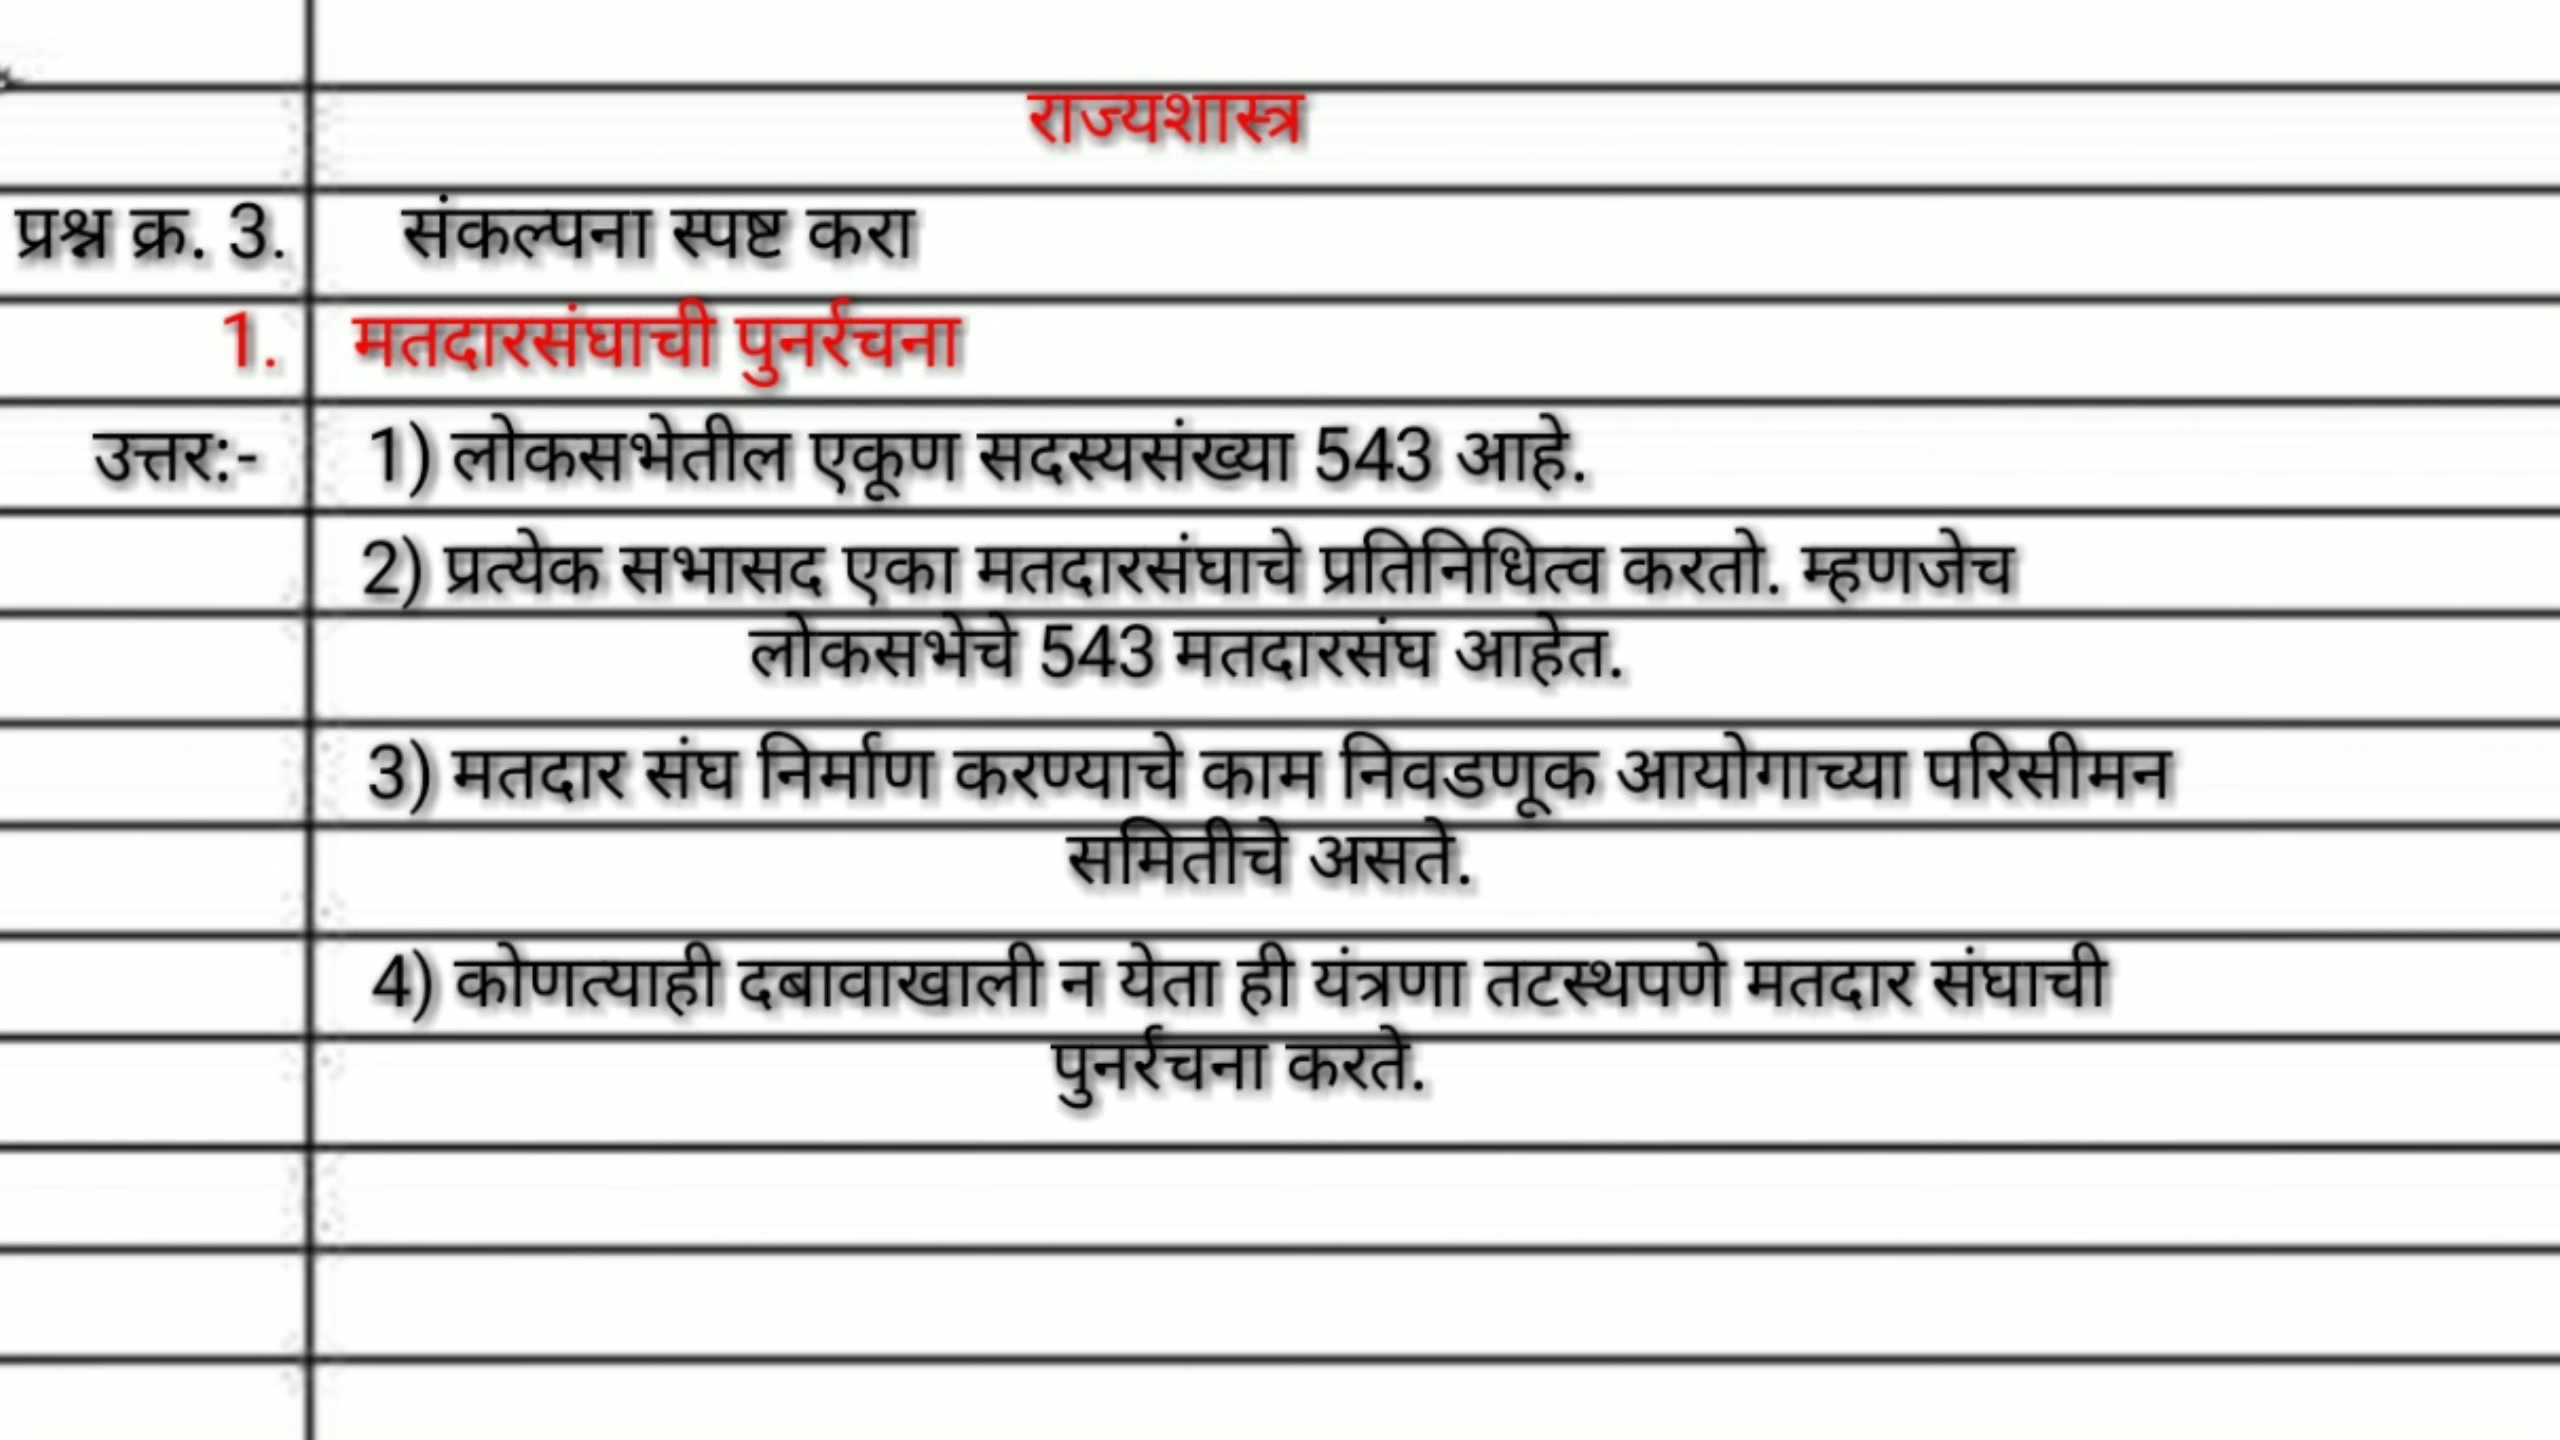 राज्यशास्त्र
प्रश्न क्र. 3. संकल्पना स्पष्ट करा
1. मतदारसंघाची पुनर्रचना
उत्तर:- 1) लोकसभेतील एकूण सदस्यसंख्या 543 आहे.
2) प्रत्येक सभासद एका मतदारसंघाचे प्रतिनिधित्व करतो. म्हणजेच
लोकसभेचे 543 मतदारसंघ आहेत.
3) मतदार संघ निर्माण करण्याचे काम निवडणूक आयोगाच्या परिसीमन
समितीचे असते.
4) कोणत्याही दबावाखाली न येता ही यंत्रणा तटस्थपणे मतदार संघाची
पुनर्रचना करते.